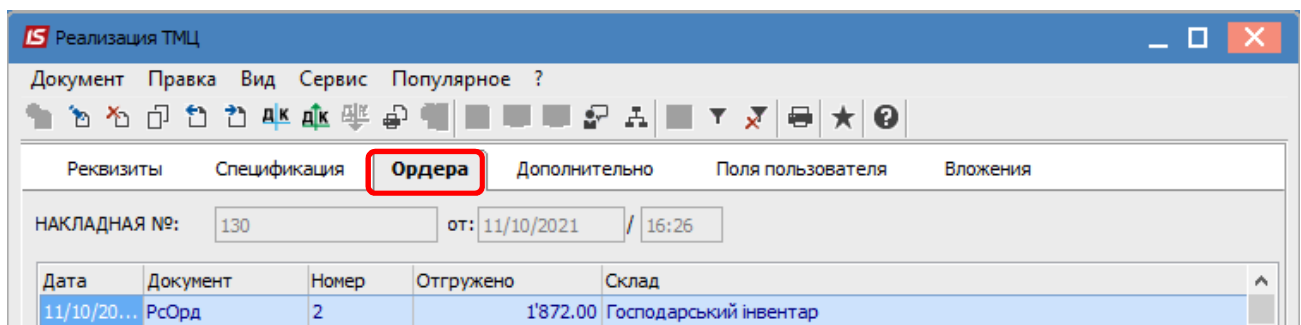 IS Реализация ТМЦ
Документ Правка Вид Сервис Популярное ?
Д К Д К Д К
Реквизиты Спецификация Ордера Дополнительно Поля пользователя Вложения
НАКЛАДНАЯ №: 130 от: 11/10/2021 / 16:26
Дата Документ Номер Отгружено Склад
11/10/20... РсОрд 2 1'872.00 Господарський інвентар